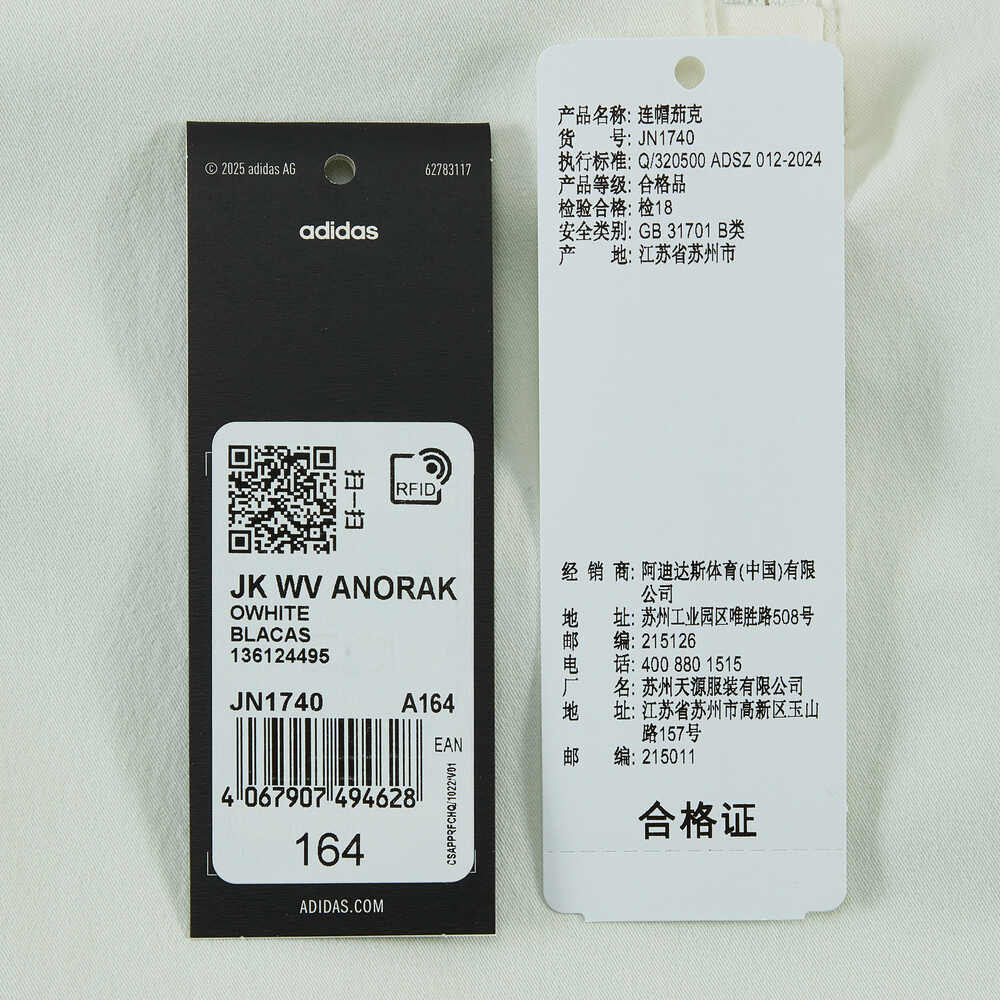 © 2025 adidas AG
62783117
adidas
扫一扫
RFID
JK WV ANORAK
OWHITE
BLACAS
136124495
JN1740
A164
EAN
4 067907 494628
CSAPPRFCHQ/1022/V01
164
ADIDAS.COM
产品名称: 连帽茄克
货 号: JN1740
执行标准: Q/320500 ADSZ 012-2024
产品等级: 合格品
检验合格: 检18
安全类别: GB 31701 B类
产 地: 江苏省苏州市
经 销 商: 阿迪达斯体育(中国)有限
公司
地 址: 苏州工业园区唯胜路508号
邮 编: 215126
电 话: 400 880 1515
厂 名: 苏州天源服装有限公司
地 址: 江苏省苏州市高新区玉山
路157号
邮 编: 215011
合格证